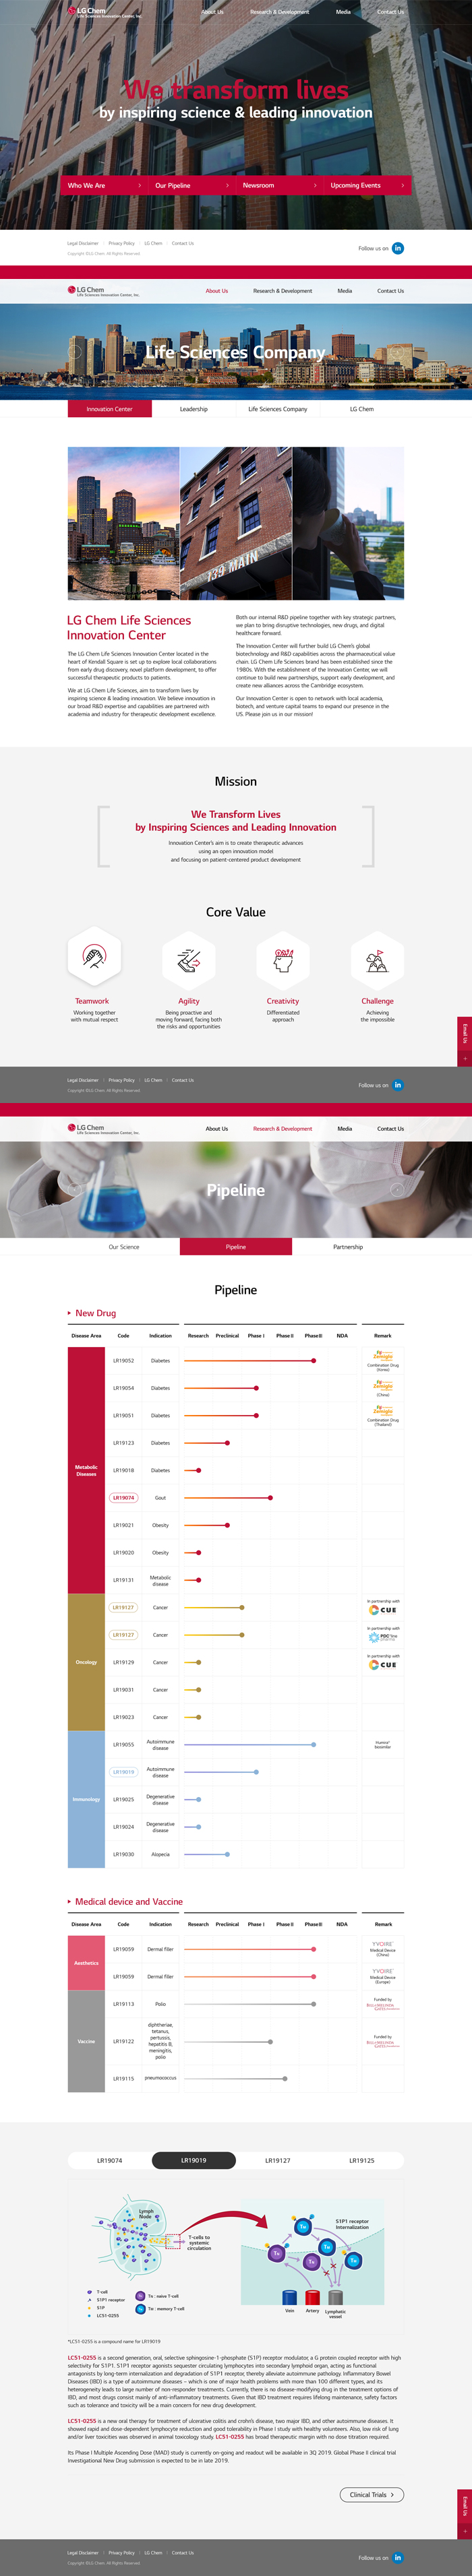 LG Chem
Life Sciences Innovation Center, Inc.
About Us
Research & Development
Media
Contact Us
We transform lives
by inspiring science & leading innovation
Who We Are
Our Pipeline
Newsroom
Upcoming Events
Legal Disclaimer
Privacy Policy
LG Chem
Contact Us
Follow us on
in
Copyright ©LG Chem. All Rights Reserved.
LG Chem
Life Sciences Innovation Center, Inc.
About Us
Research & Development
Media
Contact Us
Life Sciences Company
Innovation Center
Leadership
Life Sciences Company
LG Chem
139 MAIN
LG Chem Life Sciences
Innovation Center
The LG Chem Life Sciences Innovation Center located in the
heart of Kendall Square is set up to explore local collaborations
from early drug discovery, novel platform development, to offer
successful therapeutic products to patients.
We at LG Chem Life Sciences, aim to transform lives by
inspiring science & leading innovation. We believe innovation in
our broad R&D expertise and capabilities are partnered with
academia and industry for therapeutic development excellence.
Both our internal R&D pipeline together with key strategic partners,
we plan to bring disruptive technologies, new drugs, and digital
healthcare forward.
The Innovation Center will further build LG Chem's global
biotechnology and R&D capabilities across the pharmaceutical value
chain. LG Chem Life Sciences brand has been established since the
1980s. With the establishment of the Innovation Center, we will
continue to build new partnerships, support early development, and
create new alliances across the Cambridge ecosystem.
Our Innovation Center is open to network with local academia,
biotech, and venture capital teams to expand our presence in the
US. Please join us in our mission!
Mission
We Transform Lives
by Inspiring Sciences and Leading Innovation
Innovation Center's aim is to create therapeutic advances
using an open innovation model
and focusing on patient-centered product development
Core Value
Teamwork
Working together
with mutual respect
Agility
Being proactive and
moving forward, facing both
the risks and opportunities
Creativity
Differentiated
approach
Challenge
Achieving
the impossible
Email Us
+
Legal Disclaimer
Privacy Policy
LG Chem
Contact Us
Follow us on
in
Copyright ©LG Chem. All Rights Reserved.
LG Chem
Life Sciences Innovation Center, Inc.
About Us
Research & Development
Media
Contact Us
Pipeline
Our Science
Pipeline
Partnership
Pipeline
New Drug
Disease Area Code Indication Research Preclinical Phase I Phase II Phase III NDA Remark
Metabolic
Diseases
LR19052 Diabetes Zemiglo
Combination Drug
(Korea)
LR19054 Diabetes Zemiglo
(China)
LR19051 Diabetes Zemiglo
Combination Drug
(Thailand)
LR19123 Diabetes
LR19018 Diabetes
LR19074 Gout
LR19021 Obesity
LR19020 Obesity
LR19131 Metabolic
disease
Oncology
LR19127 Cancer In partnership with
CUE
LR19127 Cancer In partnership with
PDC*line
LR19129 Cancer In partnership with
CUE
LR19031 Cancer
LR19023 Cancer
Immunology
LR19055 Autoimmune
disease
Humira®
biosimilar
LR19019 Autoimmune
disease
LR19025 Degenerative
disease
LR19024 Degenerative
disease
LR19030 Alopecia
Medical device and Vaccine
Disease Area Code Indication Research Preclinical Phase I Phase II Phase III NDA Remark
Aesthetics
LR19059 Dermal filler YVOIRE
Medical Device
(China)
LR19059 Dermal filler YVOIRE
Medical Device
(Europe)
Vaccine
LR19113 Polio Funded by
BILL & MELINDA
GATES foundation
LR19122 diphtheriae,
tetanus,
pertussis,
hepatitis B,
meningitis,
polio
Funded by
BILL & MELINDA
GATES foundation
LR19115 pneumococcus
LR19074
LR19019
LR19127
LR19125
Lymph
Node
T-cells to
systemic
circulation
S1P1 receptor
Internalization
T-cell
S1P1 receptor
S1P
LC51-0255
Tn : naive T-cell
Tm : memory T-cell
Vein
Artery
Lymphatic
vessel
*LC51-0255 is a compound name for LR19019
LC51-0255 is a second generation, oral, selective sphingosine-1-phosphate (S1P) receptor modulator, a G protein coupled receptor with high
selectivity for S1P1. S1P1 receptor agonists sequester circulating lymphocytes into secondary lymphoid organ, acting as functional
antagonists by long-term internalization and degradation of S1P1 receptor, thereby alleviate autoimmune pathology. Inflammatory Bowel
Diseases (IBD) is a type of autoimmune diseases – which is one of major health problems with more than 100 different types, and its
heterogeneity leads to large number of non-responsive treatments. Currently, there is no disease-modifying drug in the treatment options of
IBD, and most drugs consist mainly of anti-inflammatory treatments. Given that IBD treatment requires lifelong maintenance, safety factors
such as tolerance and toxicity is a main concern for new drug development.
LC51-0255 is a new oral therapy for treatment of ulcerative colitis and crohn's disease, two major IBD, and other autoimmune diseases. It
showed rapid and dose-dependent lymphocyte reduction and good tolerability in Phase I study with healthy volunteers. Also, low risk of lung
and/or liver toxicities was observed in animal toxicology study. LC51-0255 has broad therapeutic margin with no dose titration required.
Its Phase I Multiple Ascending Dose (MAD) study is currently on-going and readout will be available in 3Q 2019. Global Phase II clinical trial
Investigational New Drug submission is expected to be in late 2019.
Clinical Trials
Email Us
+
Legal Disclaimer
Privacy Policy
LG Chem
Contact Us
Follow us on
in
Copyright ©LG Chem. All Rights Reserved.